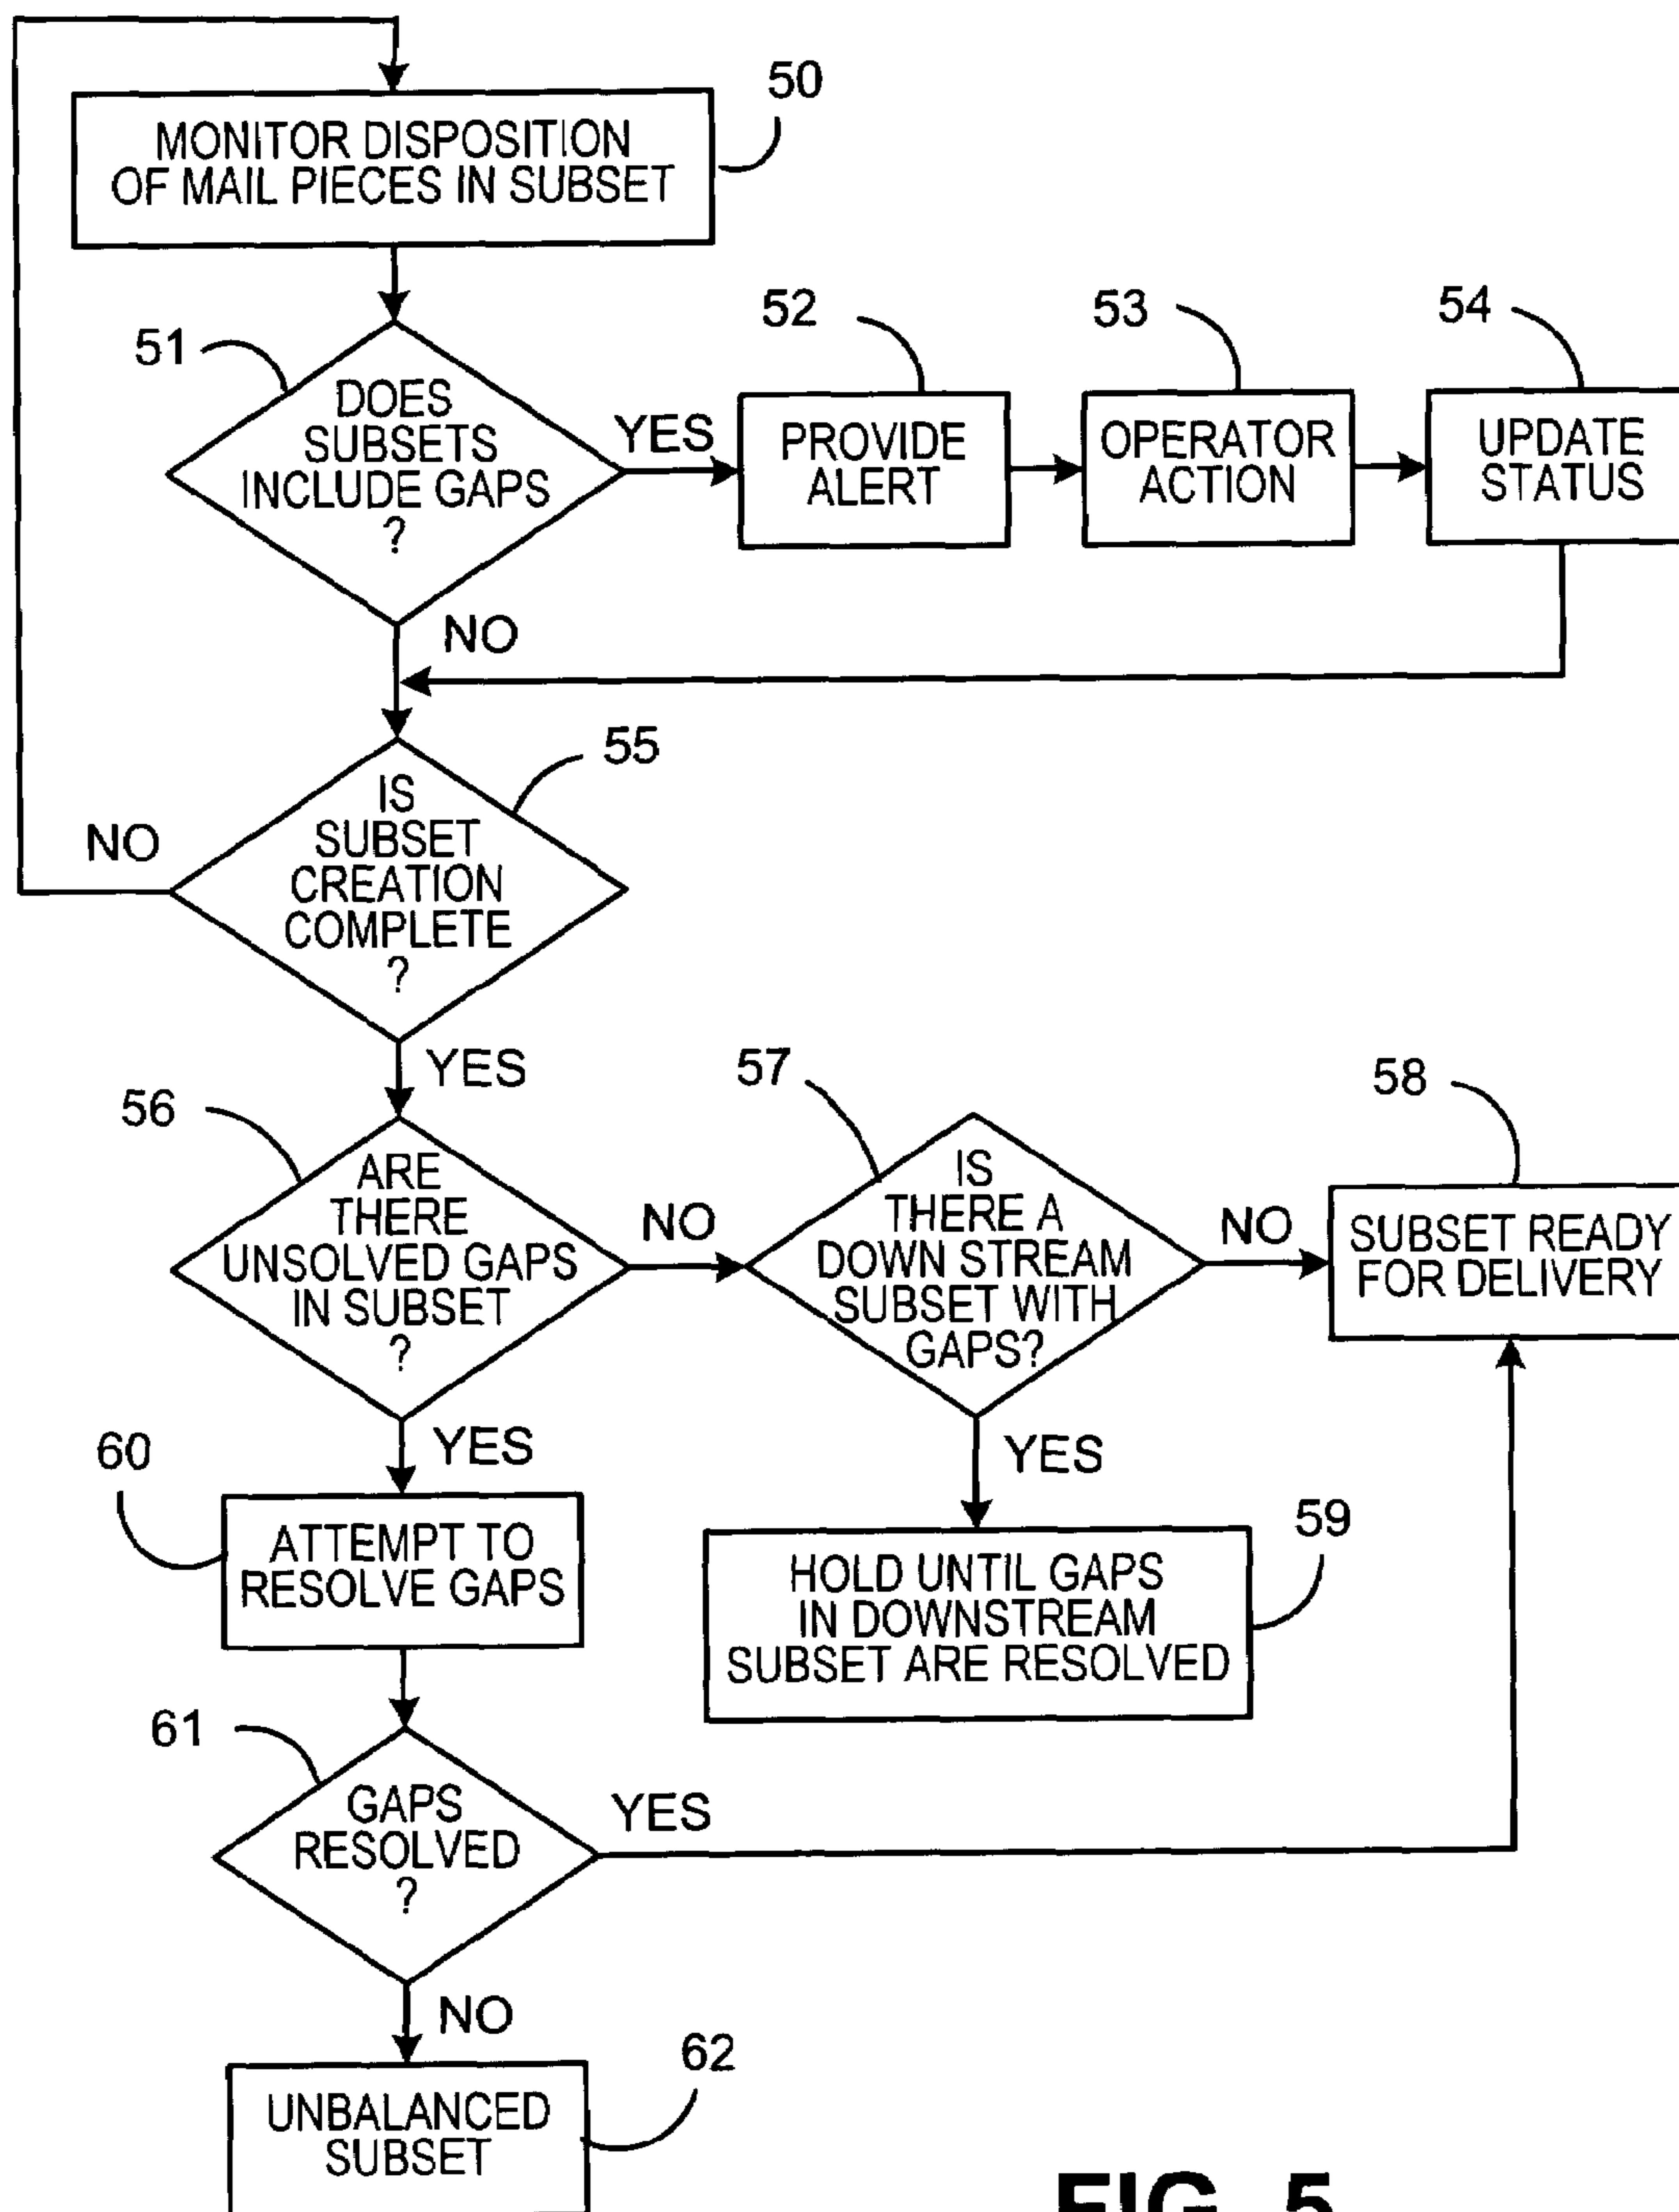 50
MONITOR DISPOSITION
OF MAIL PIECES IN SUBSET
51
DOES
SUBSETS
INCLUDE GAPS
?
YES
52
PROVIDE
ALERT
53
OPERATOR
ACTION
54
UPDATE
STATUS
NO
55
IS
SUBSET
CREATION
COMPLETE
?
NO
YES
56
ARE
THERE
UNSOLVED GAPS
IN SUBSET
?
NO
57
IS
THERE A
DOWN STREAM
SUBSET WITH
GAPS?
NO
58
SUBSET READY
FOR DELIVERY
YES
YES
59
HOLD UNTIL GAPS
IN DOWNSTREAM
SUBSET ARE RESOLVED
60
ATTEMPT TO
RESOLVE GAPS
61
GAPS
RESOLVED
?
YES
NO
62
UNBALANCED
SUBSET
FIG. 5